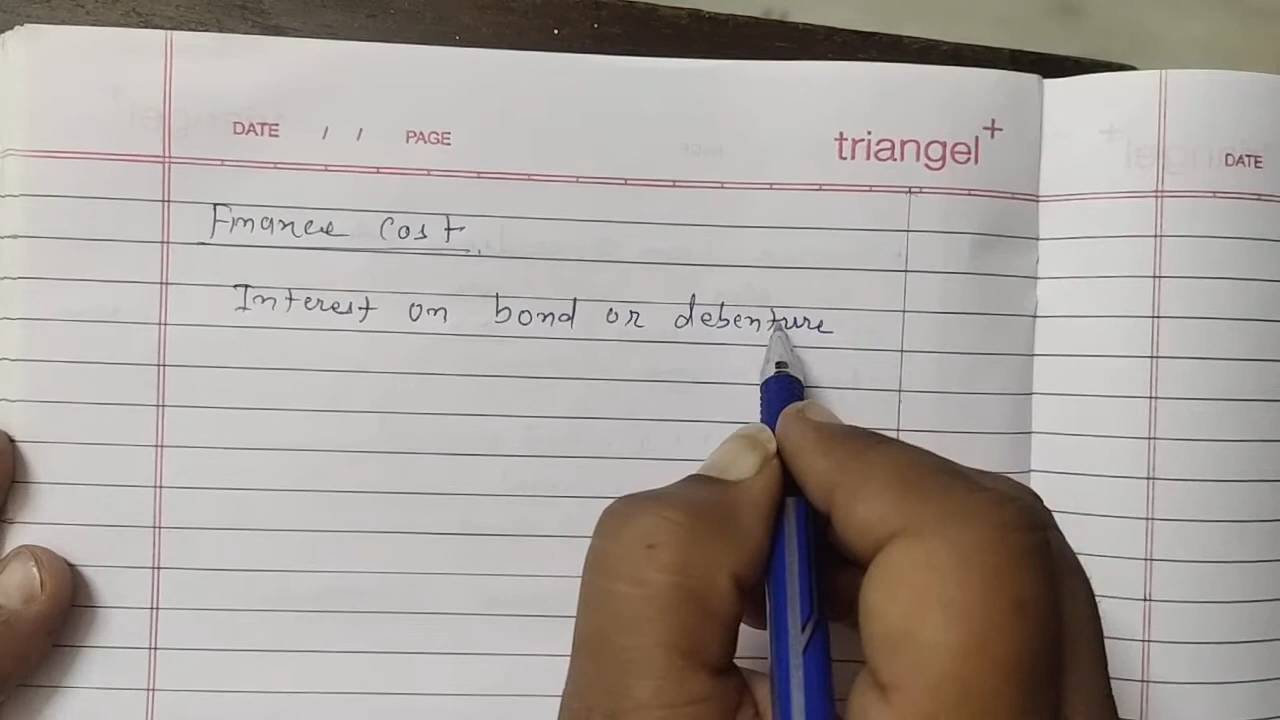 DATE / / PAGE
triangel+
DATE
Finance cost
Interest on bond or debenture